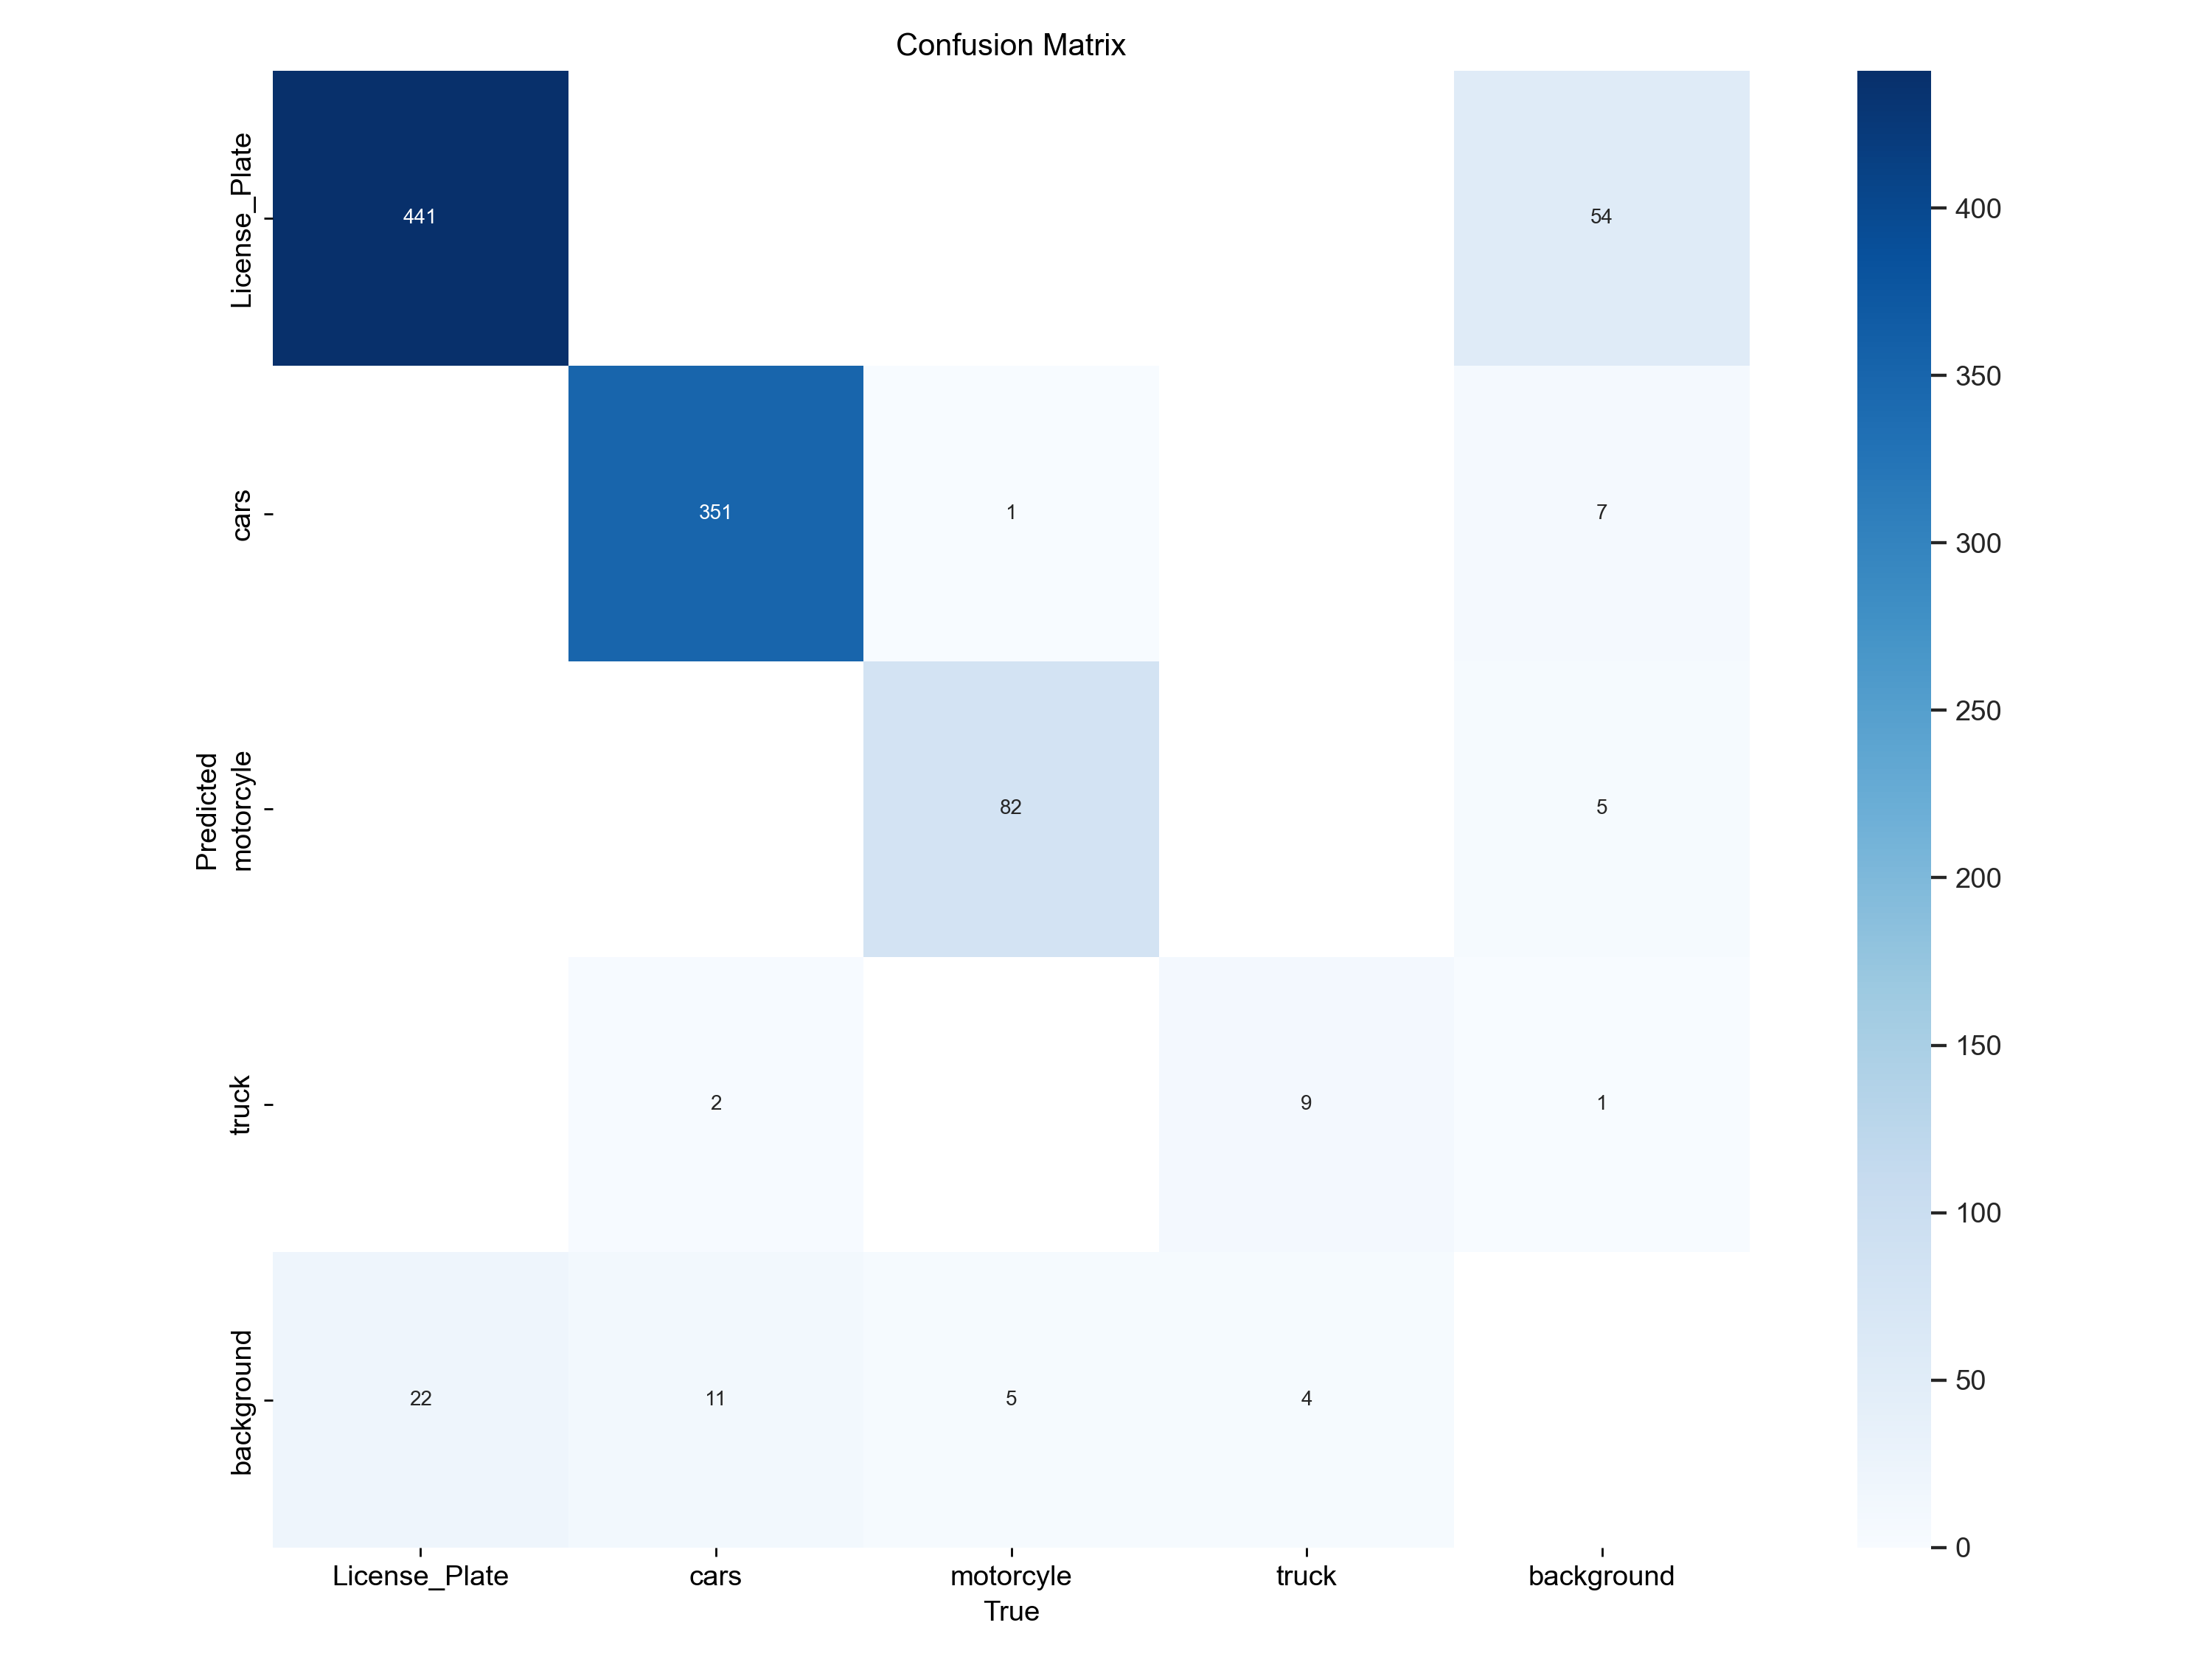 Confusion Matrix
License_Plate
441
54
400
cars
351
1
7
350
300
Predicted
motorcyle
82
5
250
200
truck
2
9
1
150
100
background
22
11
5
4
50
0
License_Plate
cars
motorcyle
truck
background
True